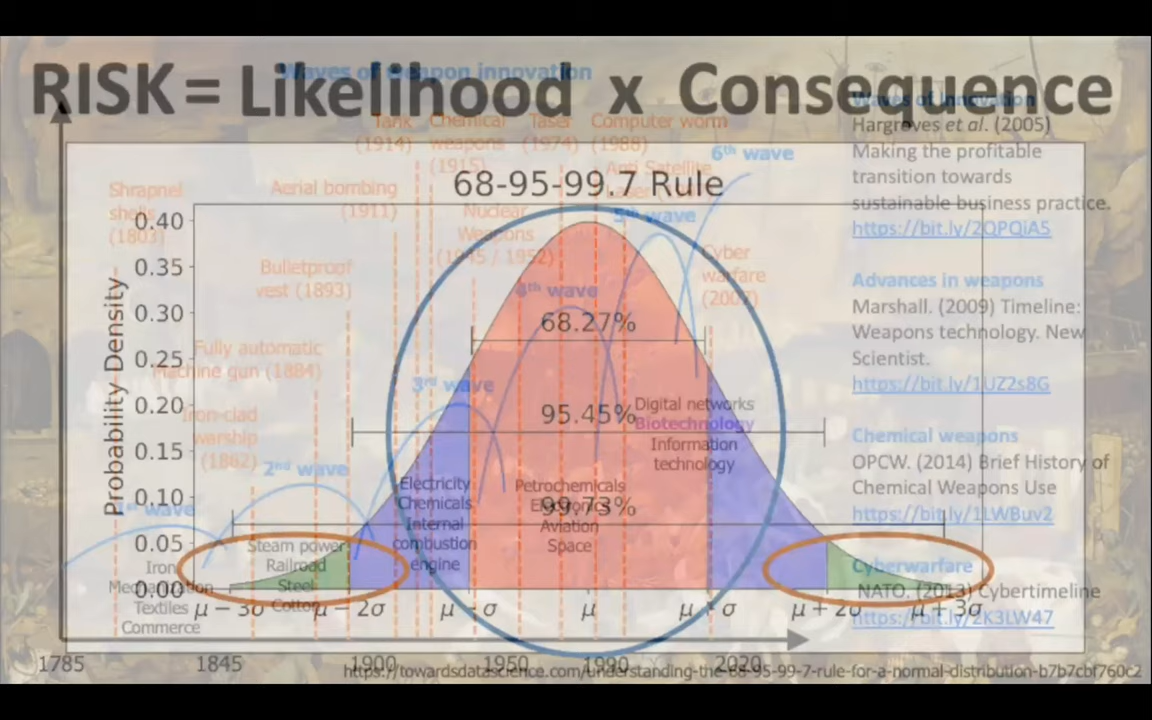 RISK = Likelihood x Consequence
Waves of weapon innovation
68-95-99.7 Rule
Probability Density
0.40
0.35
0.30
0.25
0.20
0.15
0.10
0.05
0.00
68.27%
95.45%
99.73%
μ − 3σ
μ − 2σ
μ
μ + 2σ
μ + 3σ
https://towardsdatascience.com/understanding-the-68-95-99-7-rule-for-a-normal-distribution-b7b7cbf760c2
Shrapnel
shells
(1803)
Iron-clad
warship
(1862)
Fully automatic
Machine gun (1884)
Bulletproof
vest (1893)
Aerial bombing
(1911)
Tank
(1914)
Chemical
weapons
(1915)
Nuclear
Weapons
(1945 / 1952)
Taser
(1974)
Computer worm
(1988)
Anti Satellite
Cyber
warfare
1st wave
2nd wave
3rd wave
4th wave
5th wave
6th wave
Iron
Mechanization
Textiles
Commerce
Steam power
Railroad
Steel
Cotton
Electricity
Chemicals
Internal
combustion
engine
Petrochemicals
Electronics
Aviation
Space
Digital networks
Biotechnology
Information
technology
1785
1845
1900
1950
1990
2020
Waves of Innovation
Hargroves et al. (2005)
Making the profitable
transition towards
sustainable business practice.
https://bit.ly/2QPQiA5
Advances in weapons
Marshall. (2009) Timeline:
Weapons technology. New
Scientist.
https://bit.ly/1UZ2s8G
Chemical weapons
OPCW. (2014) Brief History of
Chemical Weapons Use
https://bit.ly/1LWBuv2
Cyberwarfare
NATO. (2013) Cybertimeline
https://bit.ly/2K3LW47